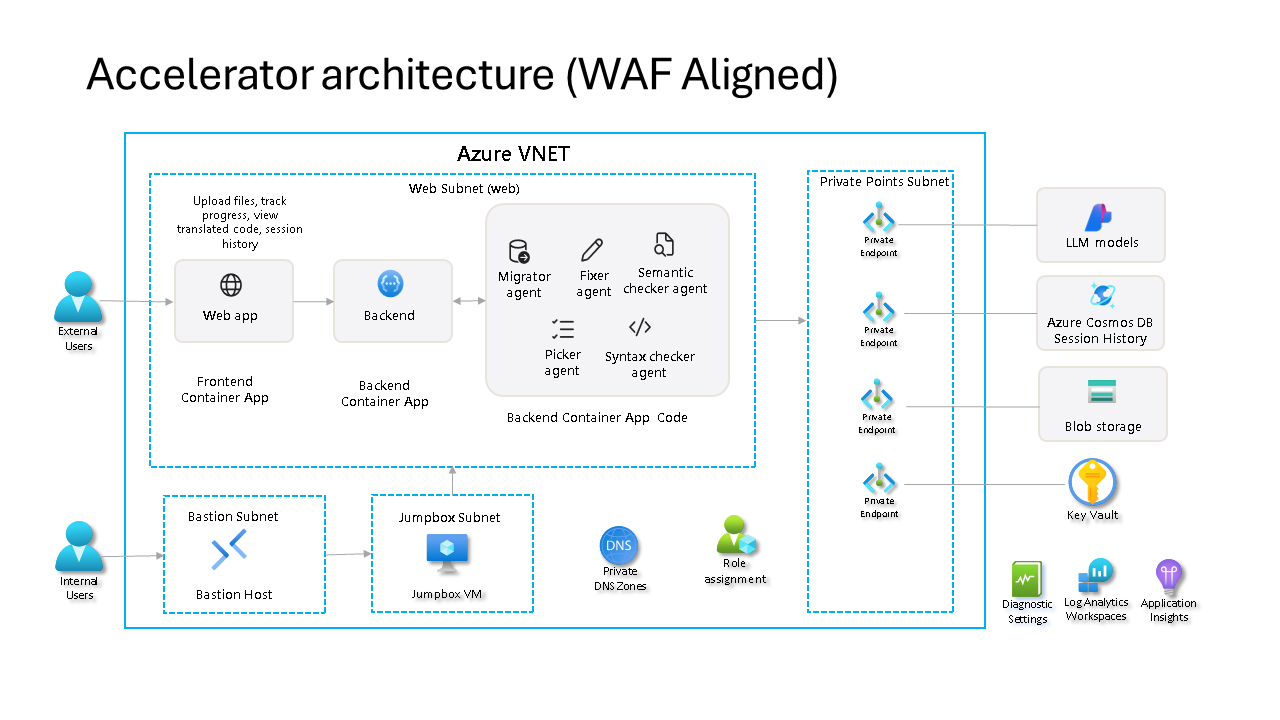 Accelerator architecture (WAF Aligned)
Azure VNET
Web Subnet (web)
Upload files, track
progress, view
translated code, session
history
External
Users
Web app
Frontend
Container App
Backend
Backend
Container App
Migrator
agent
Fixer
agent
Semantic
checker agent
Picker
agent
Syntax checker
agent
Backend Container App Code
Private Points Subnet
Private
Endpoint
LLM models
Private
Endpoint
Azure Cosmos DB
Session History
Private
Endpoint
Blob storage
Private
Endpoint
Key Vault
Internal
Users
Bastion Subnet
Bastion Host
Jumpbox Subnet
Jumpbox VM
DNS
Private
DNS Zones
Role
assignment
Diagnostic
Settings
Log Analytics
Workspaces
Application
Insights